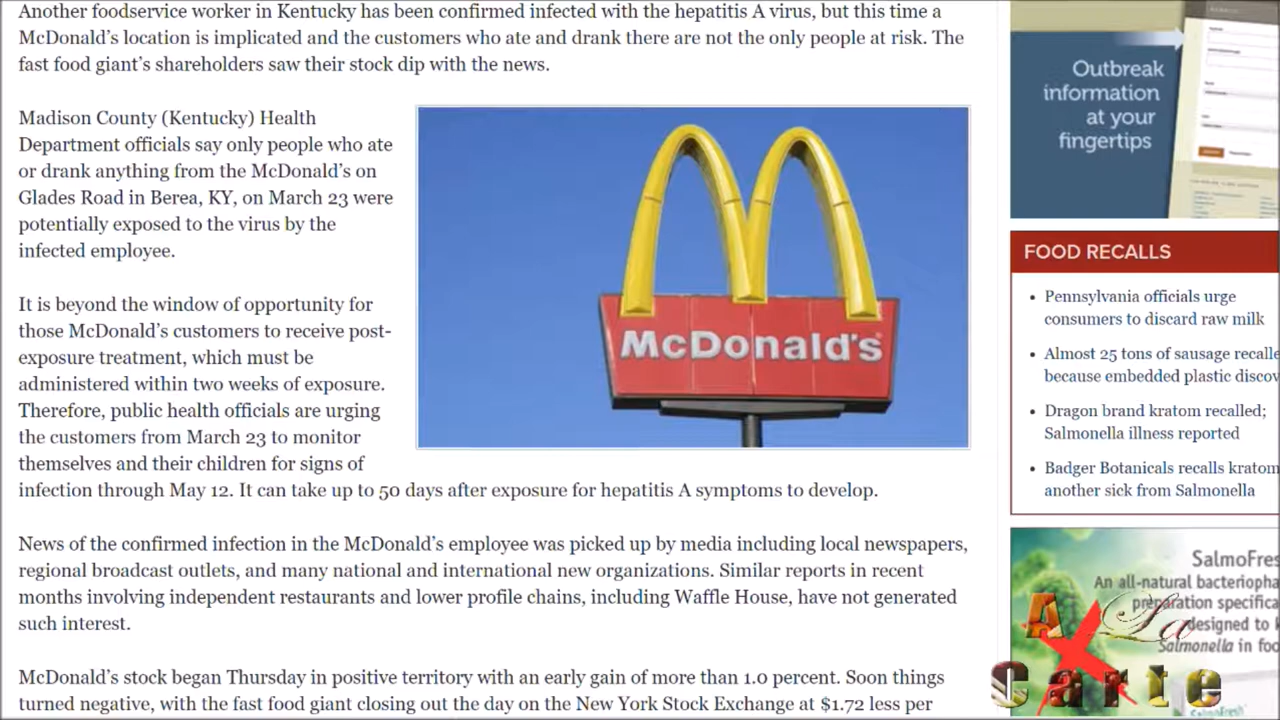 Another foodservice worker in Kentucky has been confirmed infected with the hepatitis A virus, but this time a
McDonald’s location is implicated and the customers who ate and drank there are not the only people at risk. The
fast food giant’s shareholders saw their stock dip with the news.
Madison County (Kentucky) Health
Department officials say only people who ate
or drank anything from the McDonald’s on
Glades Road in Berea, KY, on March 23 were
potentially exposed to the virus by the
infected employee.
It is beyond the window of opportunity for
those McDonald’s customers to receive post-
exposure treatment, which must be
administered within two weeks of exposure.
Therefore, public health officials are urging
the customers from March 23 to monitor
themselves and their children for signs of
infection through May 12. It can take up to 50 days after exposure for hepatitis A symptoms to develop.
McDonald's
News of the confirmed infection in the McDonald’s employee was picked up by media including local newspapers,
regional broadcast outlets, and many national and international new organizations. Similar reports in recent
months involving independent restaurants and lower profile chains, including Waffle House, have not generated
such interest.
McDonald’s stock began Thursday in positive territory with an early gain of more than 1.0 percent. Soon things
turned negative, with the fast food giant closing out the day on the New York Stock Exchange at $1.72 less per
Outbreak
information
at your
fingertips
FOOD RECALLS
• Pennsylvania officials urge
consumers to discard raw milk
• Almost 25 tons of sausage recalle
because embedded plastic discov
• Dragon brand kratom recalled;
Salmonella illness reported
• Badger Botanicals recalls kratom
another sick from Salmonella
SalmoFres
An all-natural bacteriopha
preparation specifica
designed to k
Salmonella in foo
A La
Carte